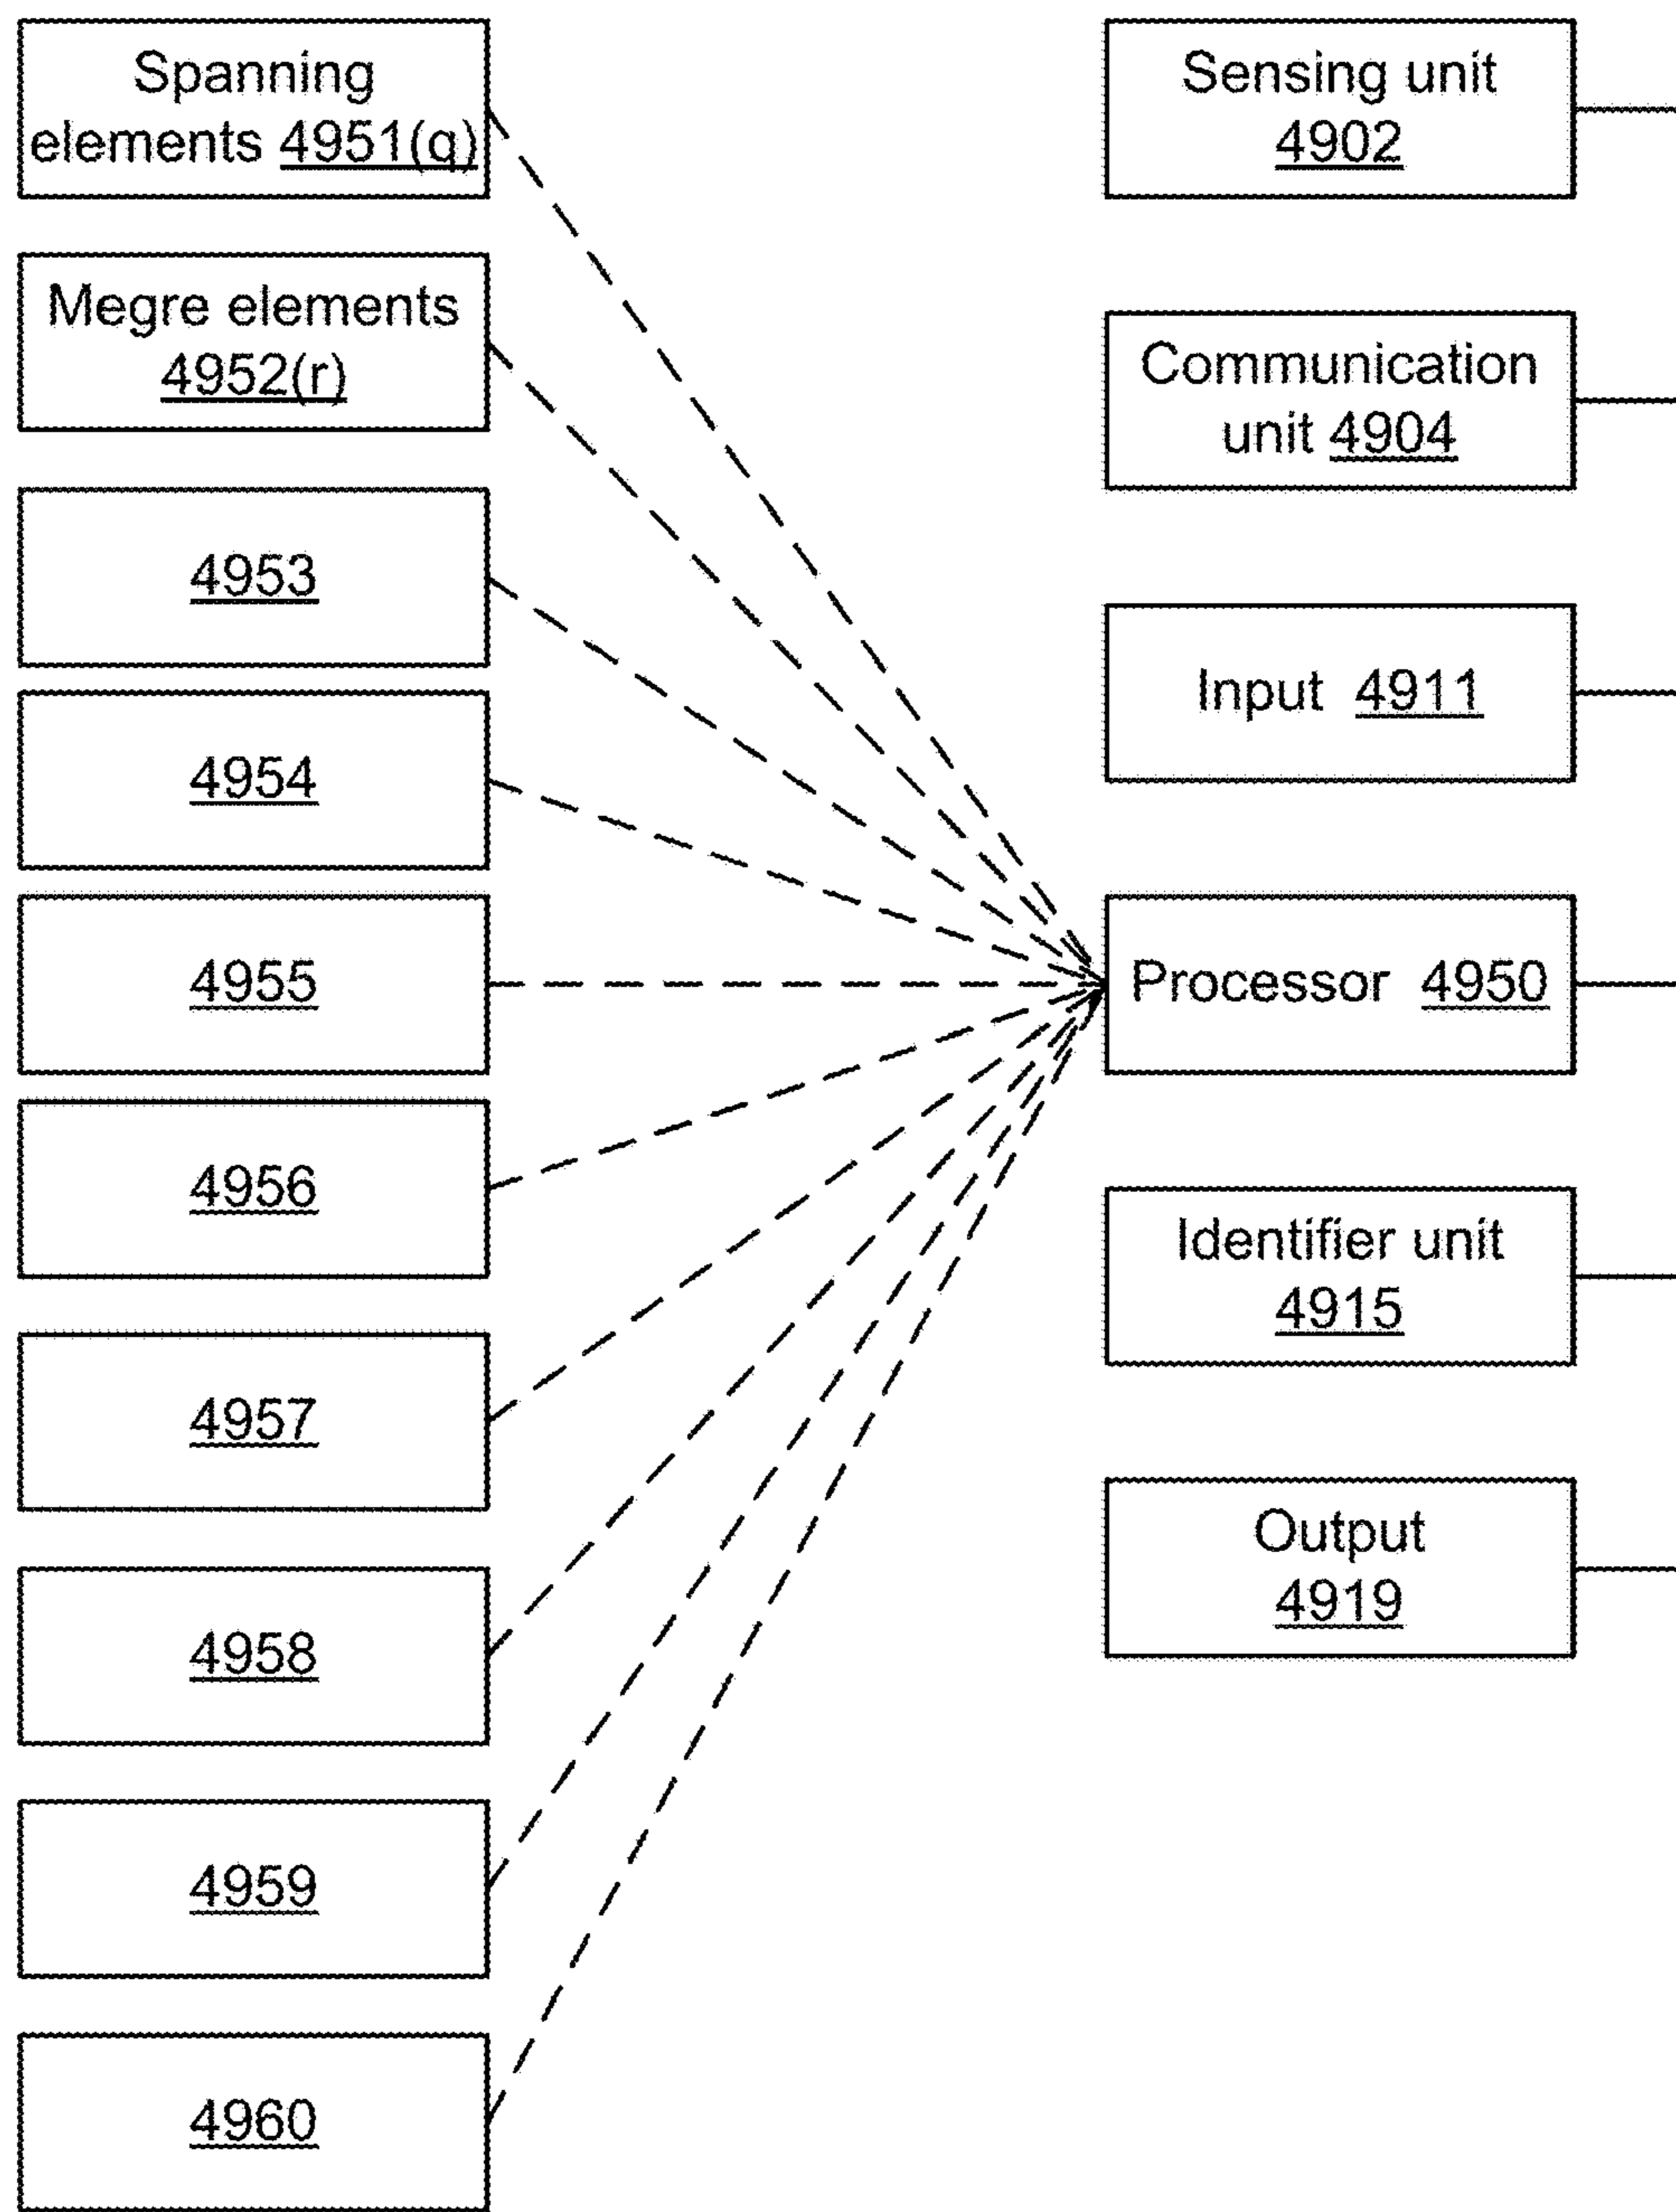 Spanning
elements 4951(q)
Megre elements
4952(r)
4953
4954
4955
4956
4957
4958
4959
4960
Sensing unit
4902
Communication
unit 4904
Input 4911
Processor 4950
Identifier unit
4915
Output
4919